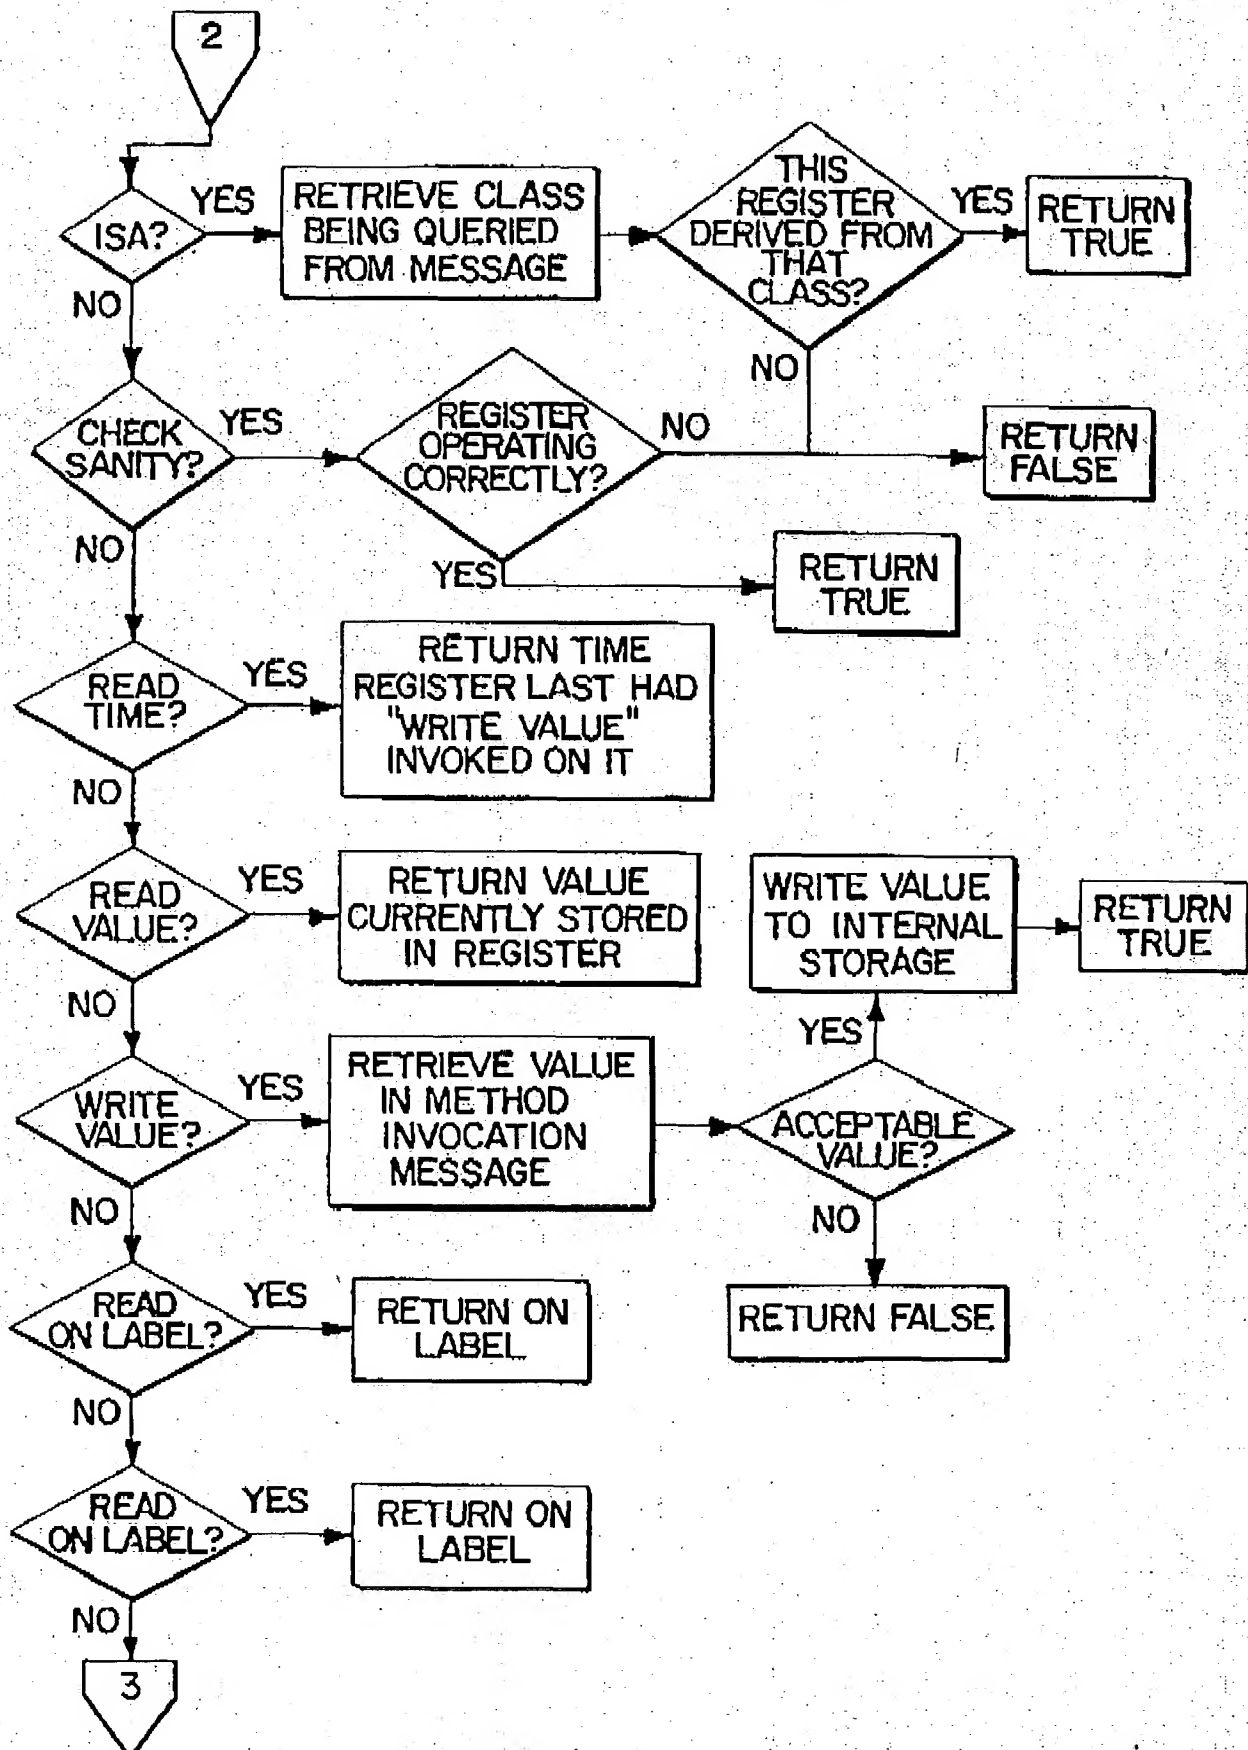 2
ISA?
YES
RETRIEVE CLASS
BEING QUERIED
FROM MESSAGE
THIS
REGISTER
DERIVED FROM
THAT
CLASS?
YES
RETURN
TRUE
NO
NO
CHECK
SANITY?
YES
REGISTER
OPERATING
CORRECTLY?
NO
RETURN
FALSE
NO
YES
RETURN
TRUE
READ
TIME?
YES
RETURN TIME
REGISTER LAST HAD
"WRITE VALUE"
INVOKED ON IT
NO
READ
VALUE?
YES
RETURN VALUE
CURRENTLY STORED
IN REGISTER
WRITE VALUE
TO INTERNAL
STORAGE
RETURN
TRUE
NO
YES
WRITE
VALUE?
YES
RETRIEVE VALUE
IN METHOD
INVOCATION
MESSAGE
ACCEPTABLE
VALUE?
NO
NO
READ
ON LABEL?
YES
RETURN ON
LABEL
RETURN FALSE
NO
READ
ON LABEL?
YES
RETURN ON
LABEL
NO
3